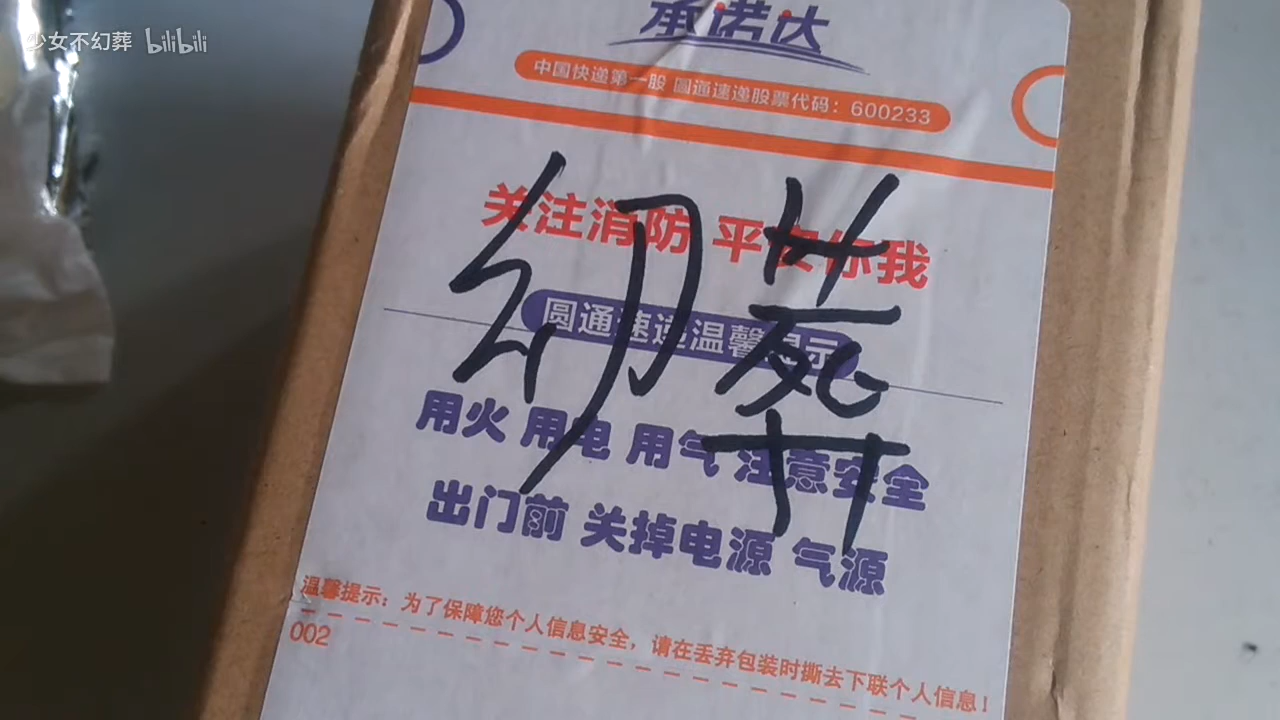 少女不幻葬 bilibili
承诺达
中国快递第一股 圆通速递股票代码：600233
关注消防 平安你我
幼葬
圆通速递温馨提示
用火 用电 用气 注意安全
出门前 关掉电源 气源
温馨提示：为了保障您个人信息安全，请在丢弃包装时撕去下联个人信息！
002